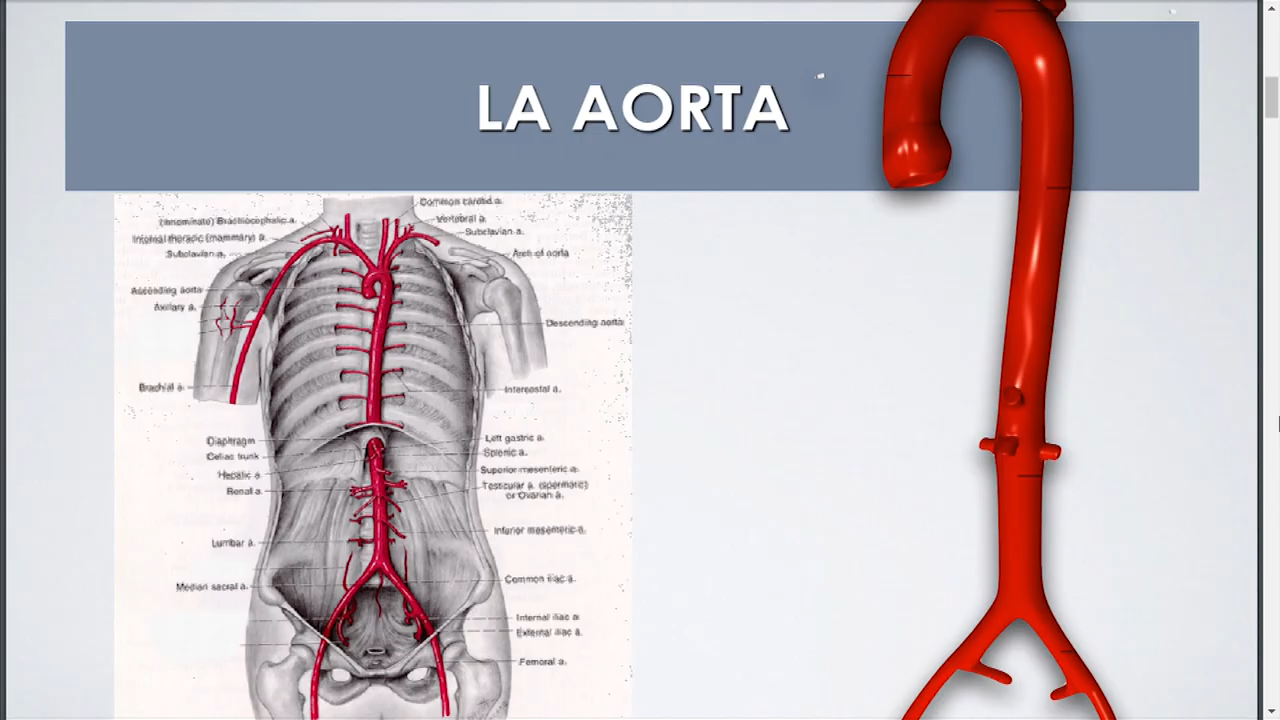 LA AORTA
Common carotid a.
(innominate) Brachiocephalic a.
Vertebral a.
Internal thoracic (mammary) a.
Subclavian a.
Subclavian a.
Arch of aorta
Ascending aorta
Axillary a.
Descending aorta
Brachial a.
Intercostal a.
Diaphragm
Left gastric a.
Celiac trunk
Splenic a.
Hepatic a
Superior mesenteric a.
Renal a.
Testicular a. (spermatic)
or Ovarian a.
Inferior mesenteric a.
Lumbar a.
Common iliac a.
Median sacral a.
Internal iliac a
External iliac a.
Femoral a.